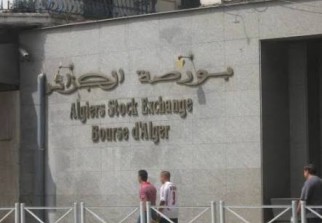 بورصة الجزائر
Algiers Stock Exchange
Bourse d'Alger